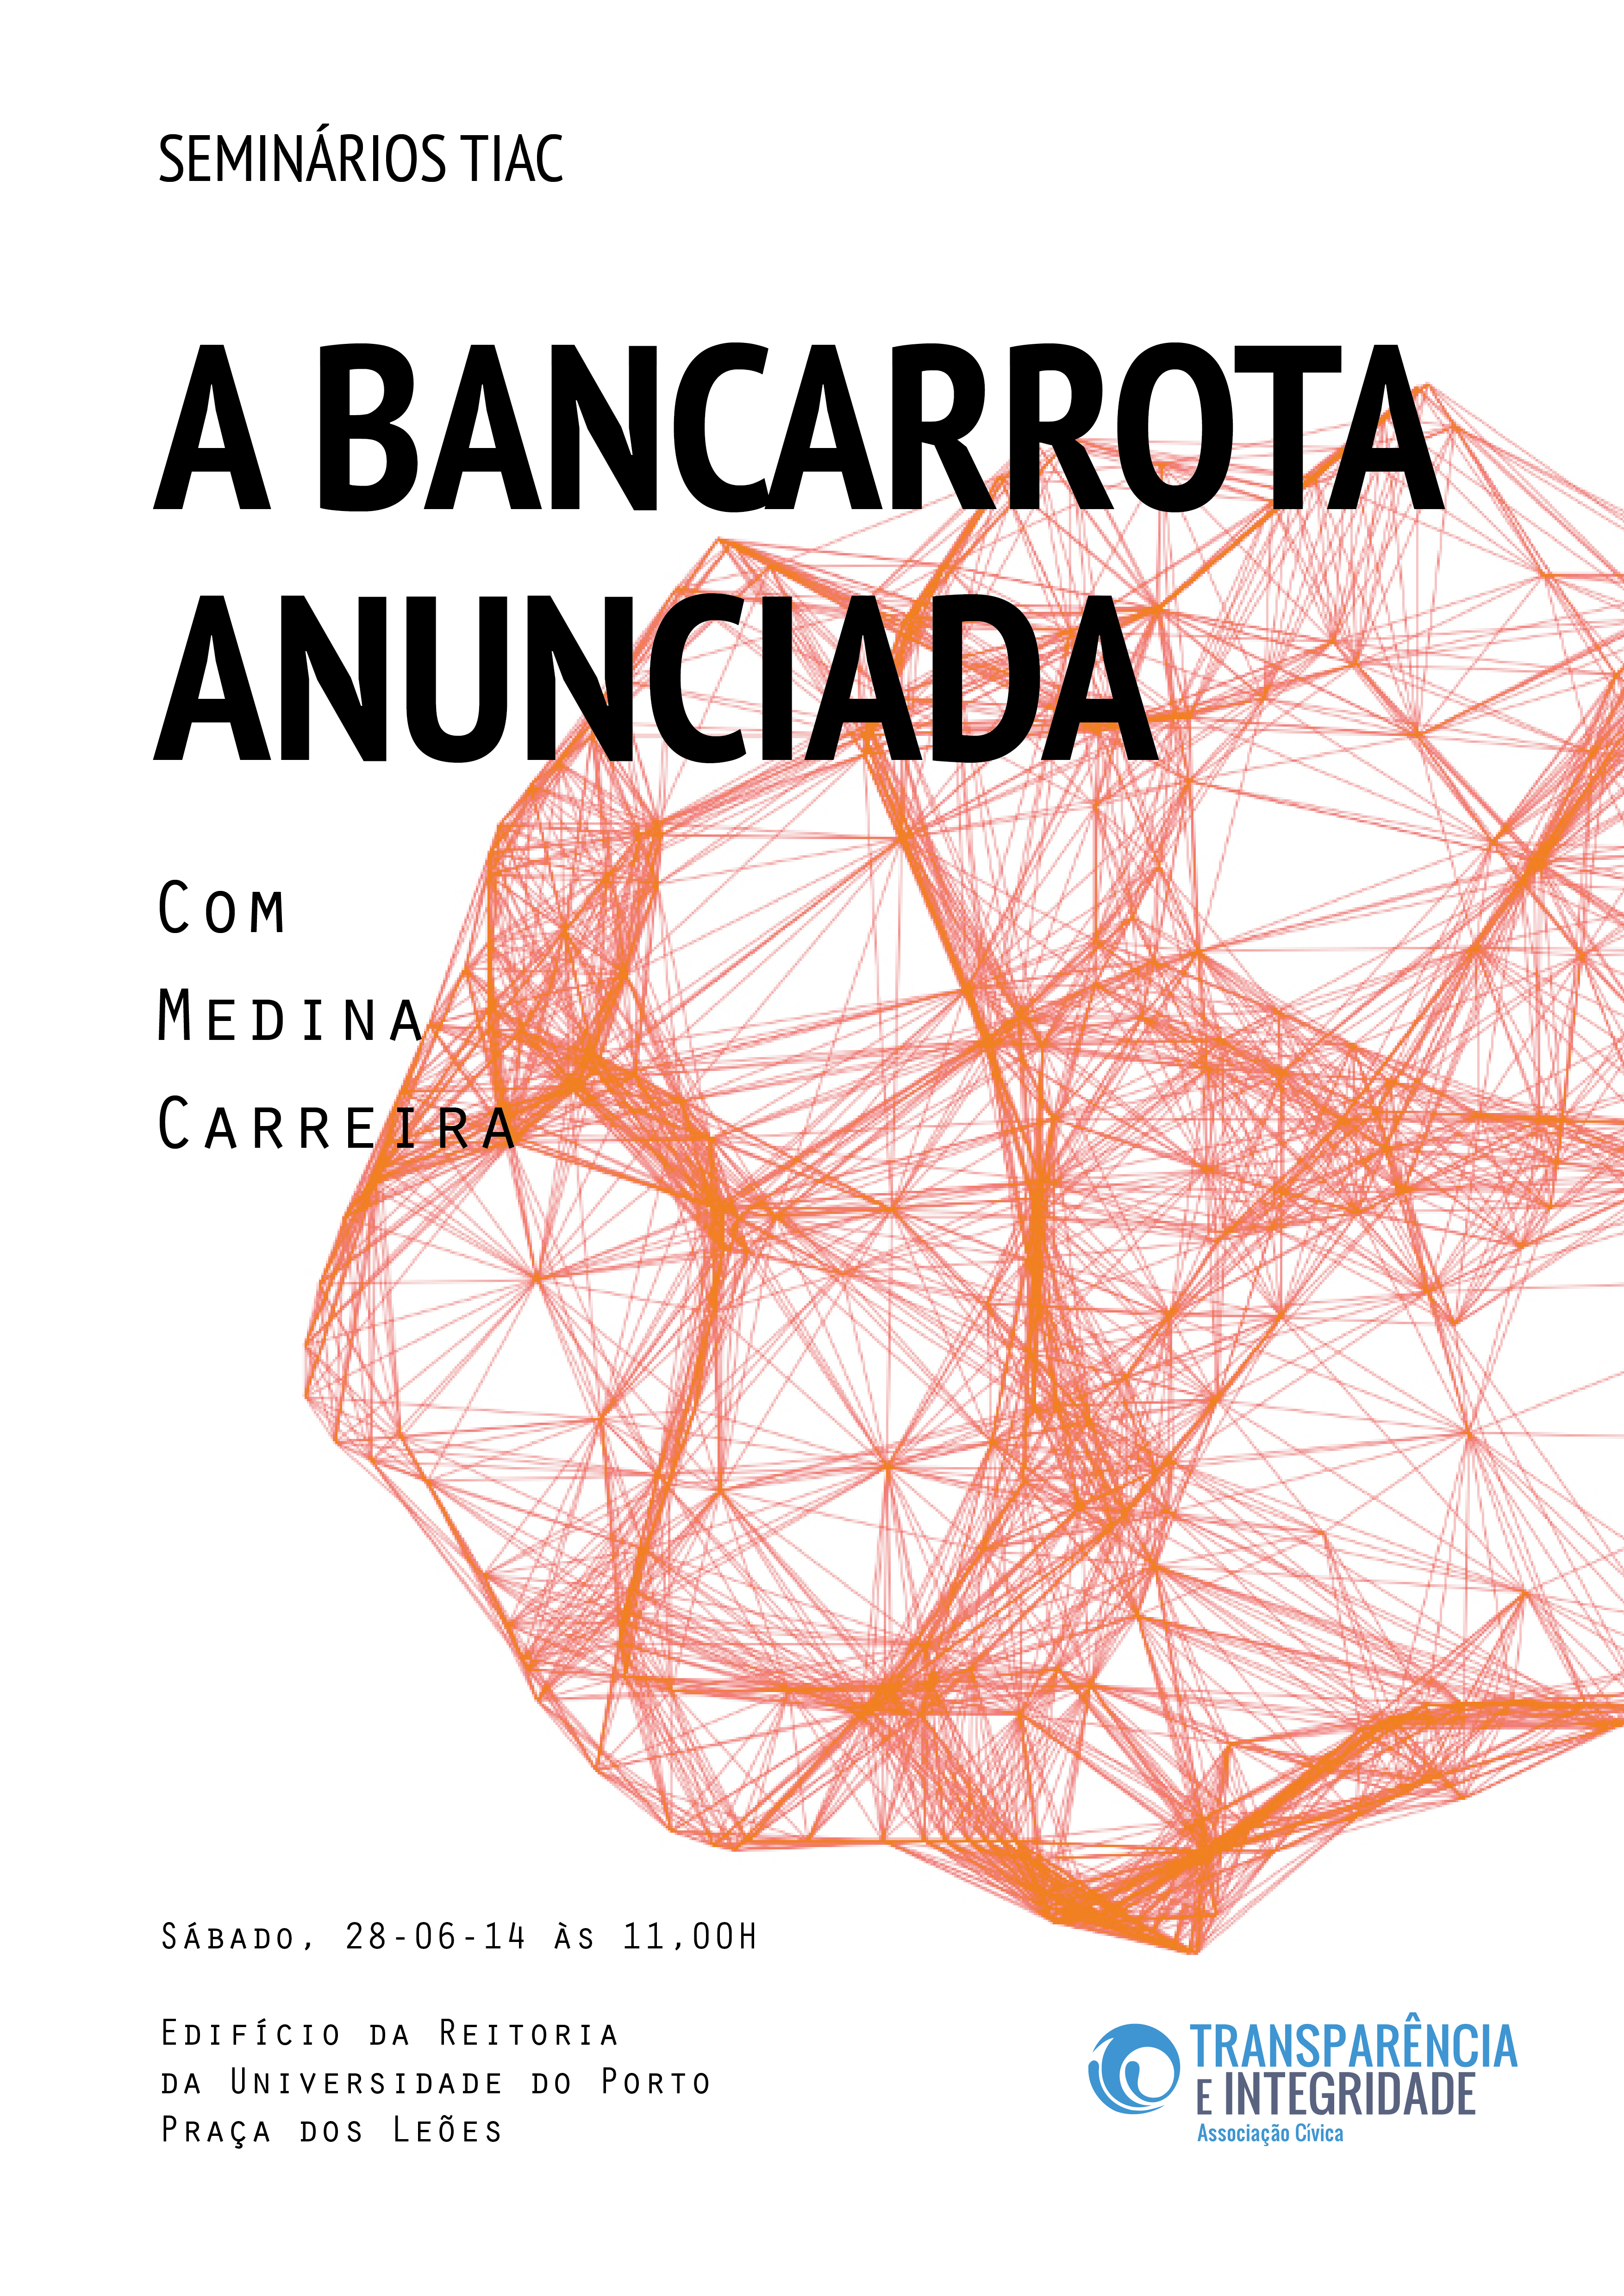 SEMINÁRIOS TIAC
A BANCARROTA
ANUNCIADA
COM
MEDINA
CARREIRA
SÁBADO, 28-06-14 ÀS 11,00H
EDIFÍCIO DA REITORIA
DA UNIVERSIDADE DO PORTO
PRAÇA DOS LEÕES
TRANSPARÊNCIA
E INTEGRIDADE
Associação Cívica